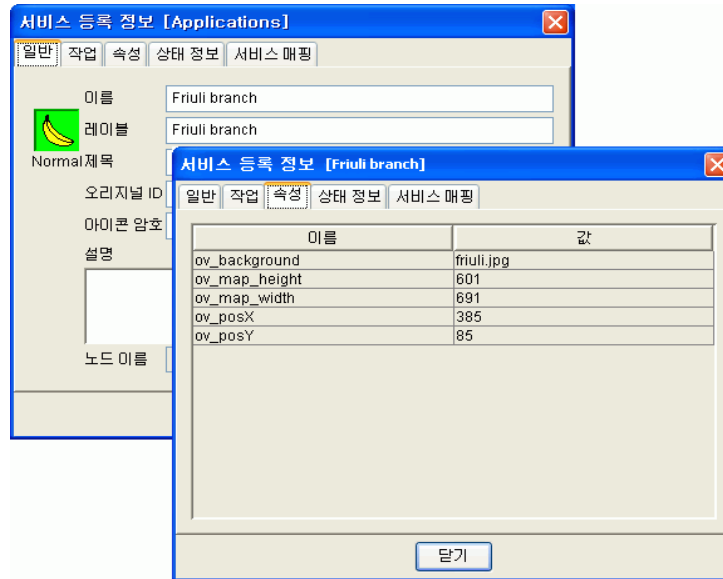 서비스 등록 정보 [Applications]
일반 작업 속성 상태 정보 서비스 매핑
이름 Friuli branch
레이블 Friuli branch
Normal 제목
오리지널 ID
아이콘 암호
설명
노드 이름
서비스 등록 정보 [Friuli branch]
일반 작업 속성 상태 정보 서비스 매핑
이름 값
ov_background friuli.jpg
ov_map_height 601
ov_map_width 691
ov_posX 385
ov_posY 85
닫기